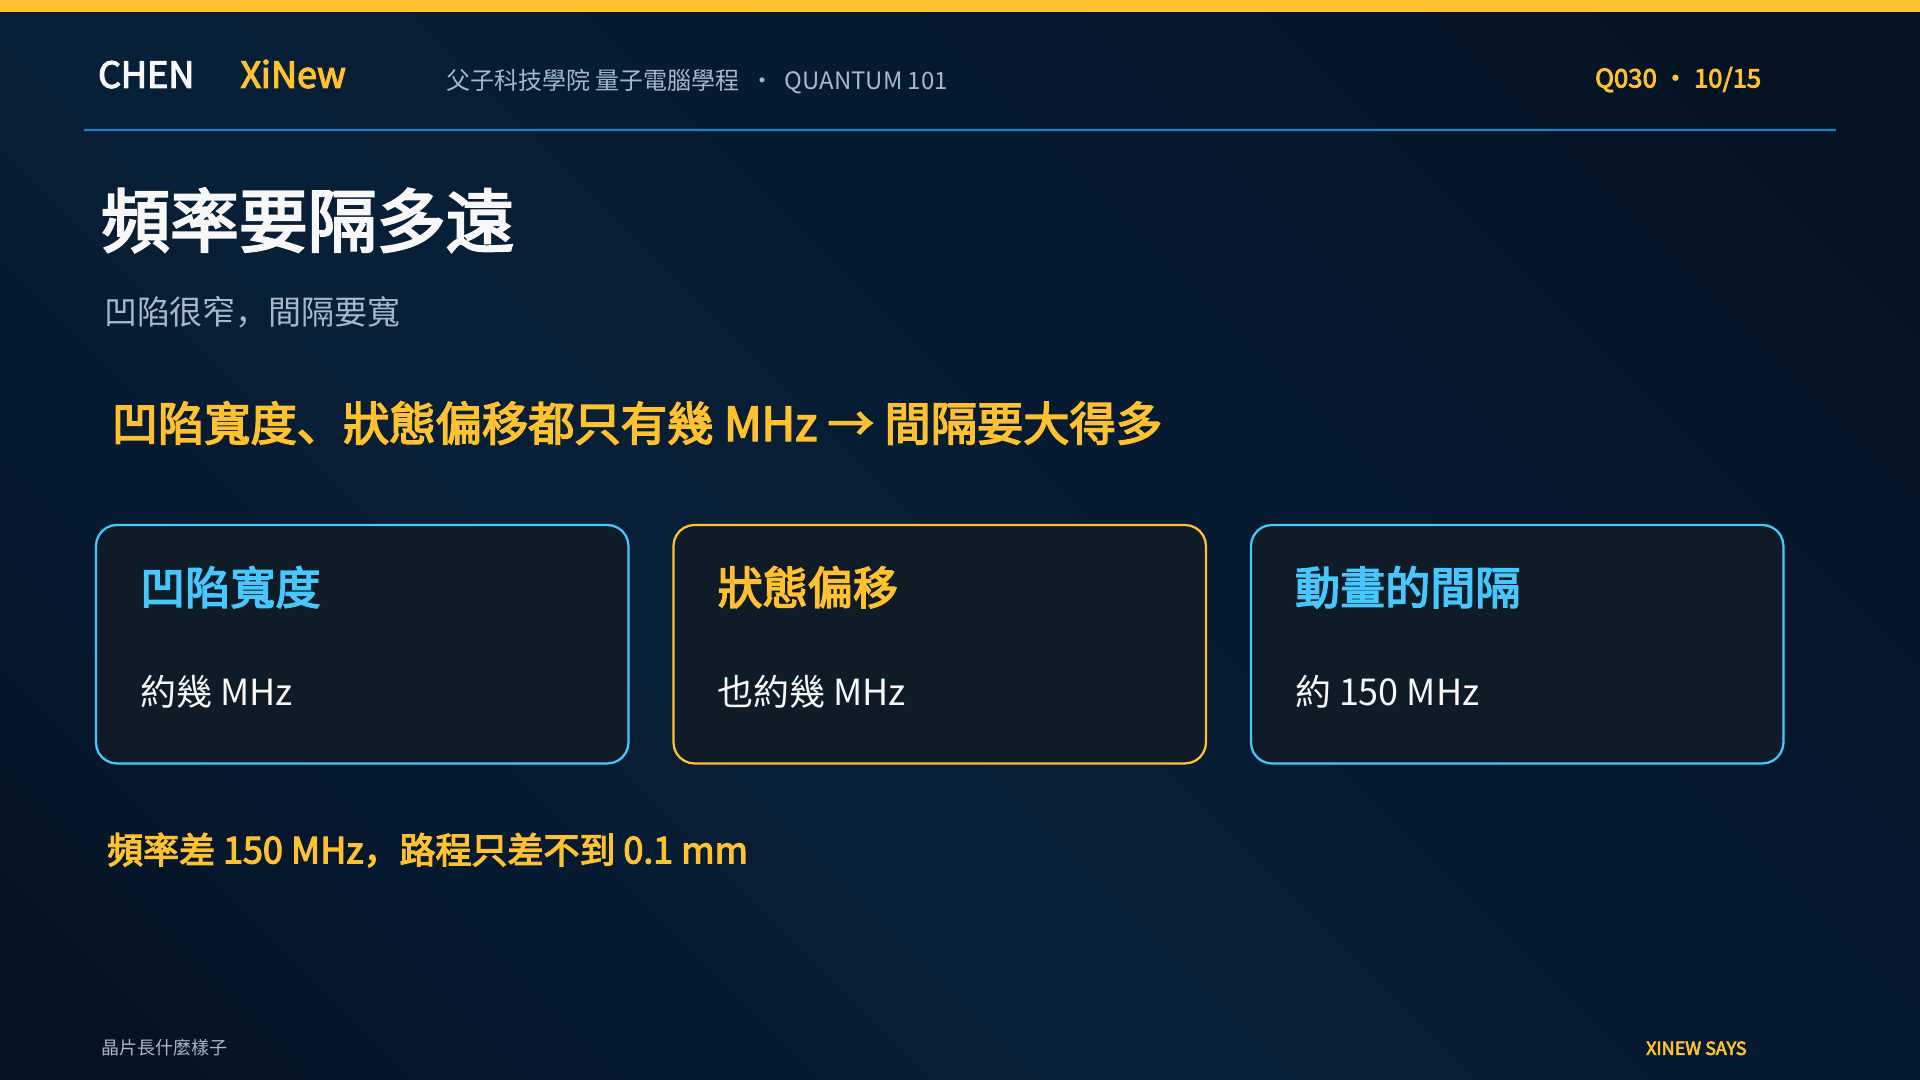 CHEN XiNew 父子科技學院 量子電腦學程 · QUANTUM 101 Q030 · 10/15
頻率要隔多遠
凹陷很窄，間隔要寬
凹陷寬度、狀態偏移都只有幾 MHz → 間隔要大得多
凹陷寬度
約幾 MHz
狀態偏移
也約幾 MHz
動畫的間隔
約 150 MHz
頻率差 150 MHz，路程只差不到 0.1 mm
晶片長什麼樣子 XINEW SAYS